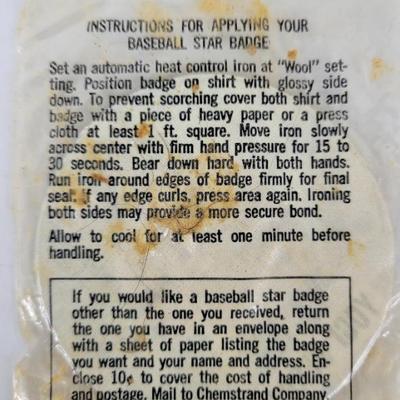 INSTRUCTIONS FOR APPLYING YOUR
BASEBALL STAR BADGE
Set an automatic heat control iron at "Wool" set-
ting. Position badge on shirt with glossy side
down. To prevent scorching cover both shirt and
badge with a piece of heavy paper or a press
cloth at least 1 ft. square. Move iron slowly
across center with firm hand pressure for 15 to
30 seconds. Bear down hard with both hands.
Run iron around edges of badge firmly for final
seal. If any edge curls, press area again. Ironing
both sides may provide a more secure bond.
Allow to cool for at least one minute before
handling.
If you would like a baseball star badge
other than the one you received, return
the one you have in an envelope along
with a sheet of paper listing the badge
you want and your name and address. En-
close 10¢ to cover the cost of handling
and postage. Mail to Chemstrand Company,